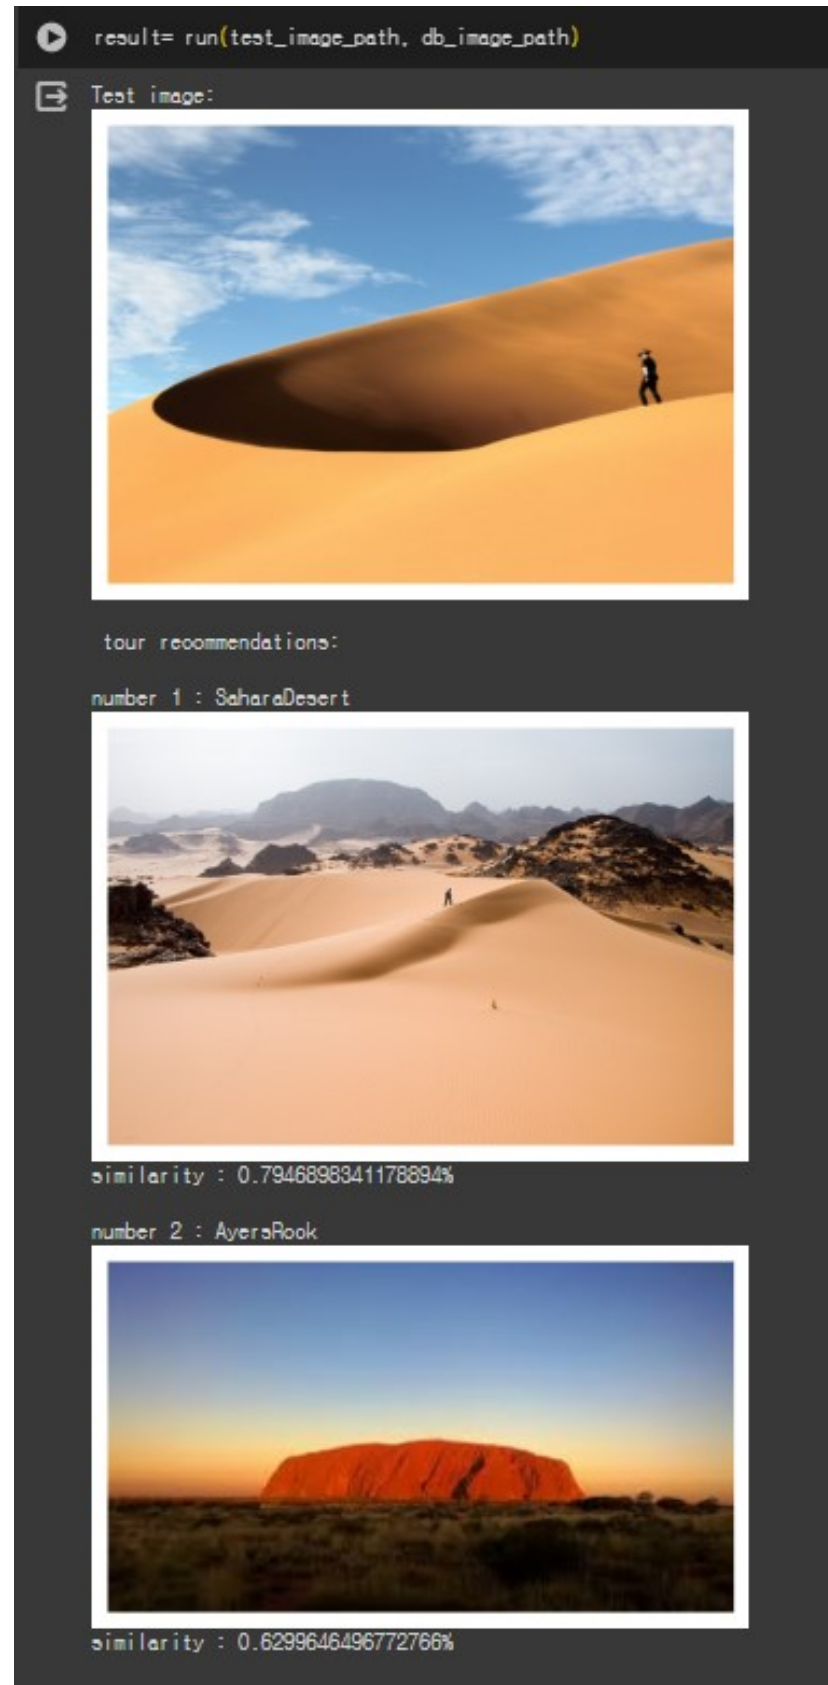 result= run(test_image_path, db_image_path)
Test image:
tour recommendations:
number 1 : SaharaDesert
similarity : 0.7946898341178894%
number 2 : AyersRock
similarity : 0.6299646496772766%